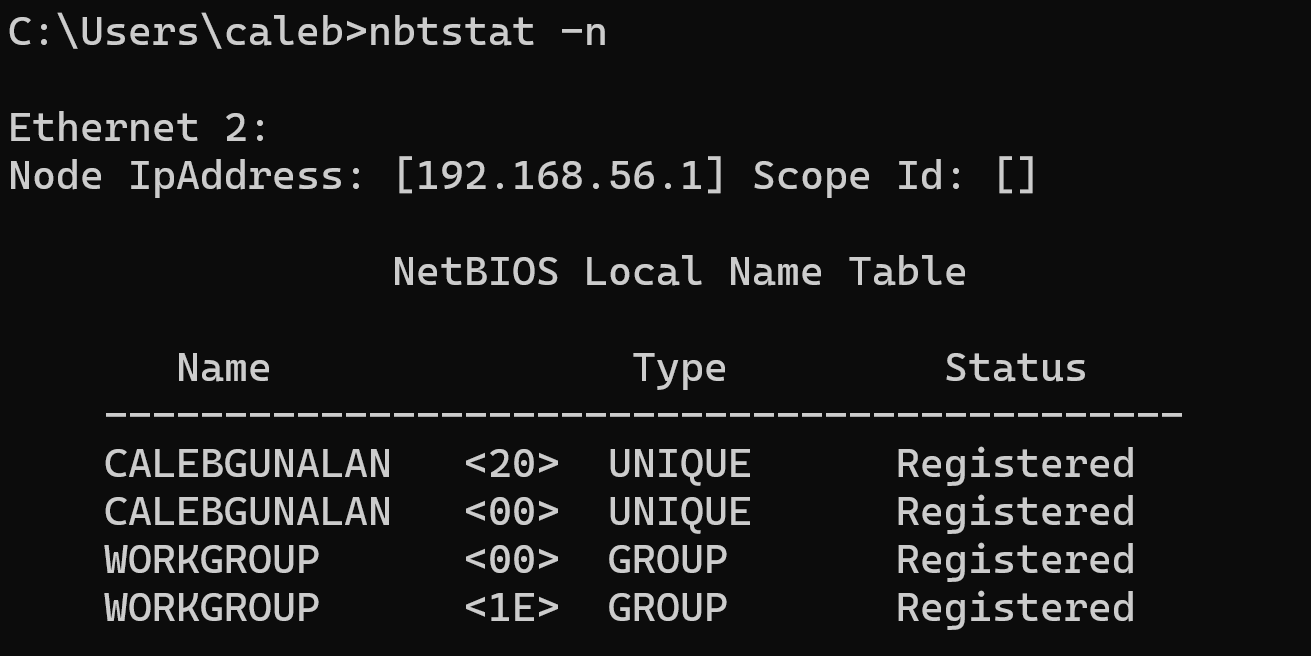 C:\Users\caleb>nbtstat -n
Ethernet 2:
Node IpAddress: [192.168.56.1] Scope Id: []
NetBIOS Local Name Table
Name Type Status
---------------------------------------------
CALEBGUNALAN <20> UNIQUE Registered
CALEBGUNALAN <00> UNIQUE Registered
WORKGROUP <00> GROUP Registered
WORKGROUP <1E> GROUP Registered